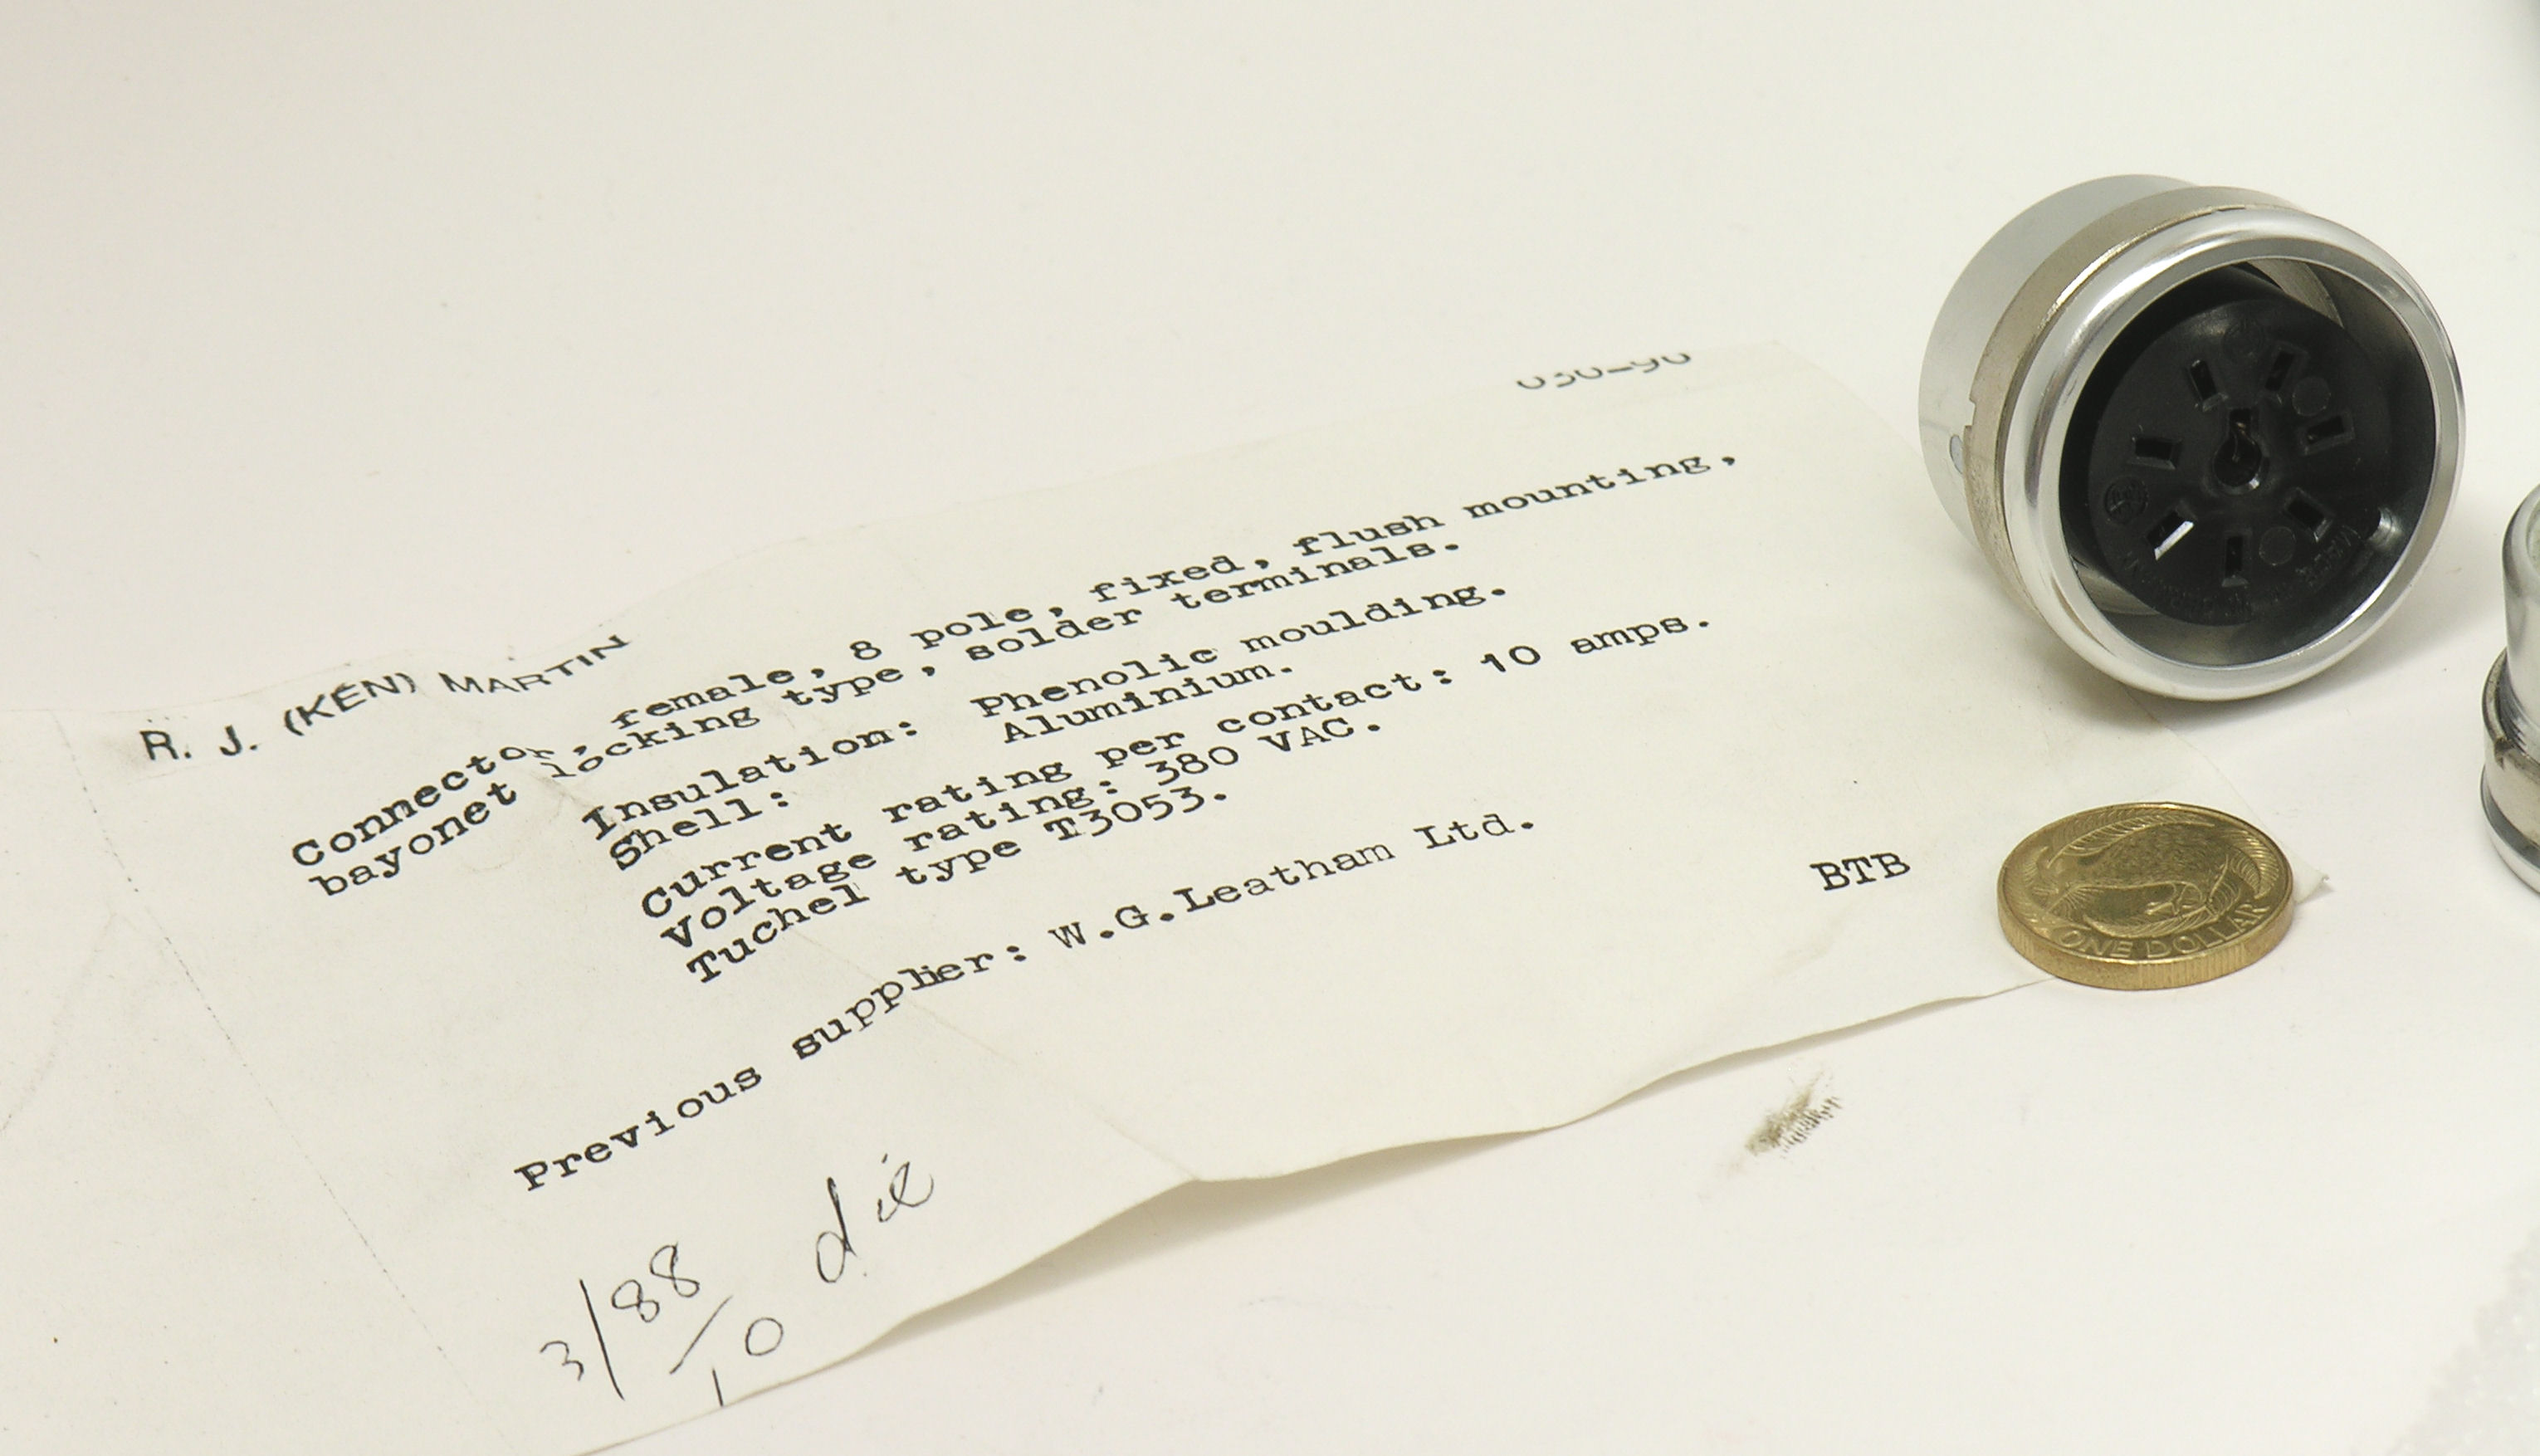 R. J. (KEN) MARTIN
Connector, female, 8 pole, fixed, flush mounting,
bayonet locking type, solder terminals.
Insulation: Phenolic moulding.
Shell: Aluminium.
Current rating per contact: 10 amps.
Voltage rating: 380 VAC.
Tuchel type T3053.
Previous supplier: W.G.Leatham Ltd.
BTB
3/88
10
ONE DOLLAR